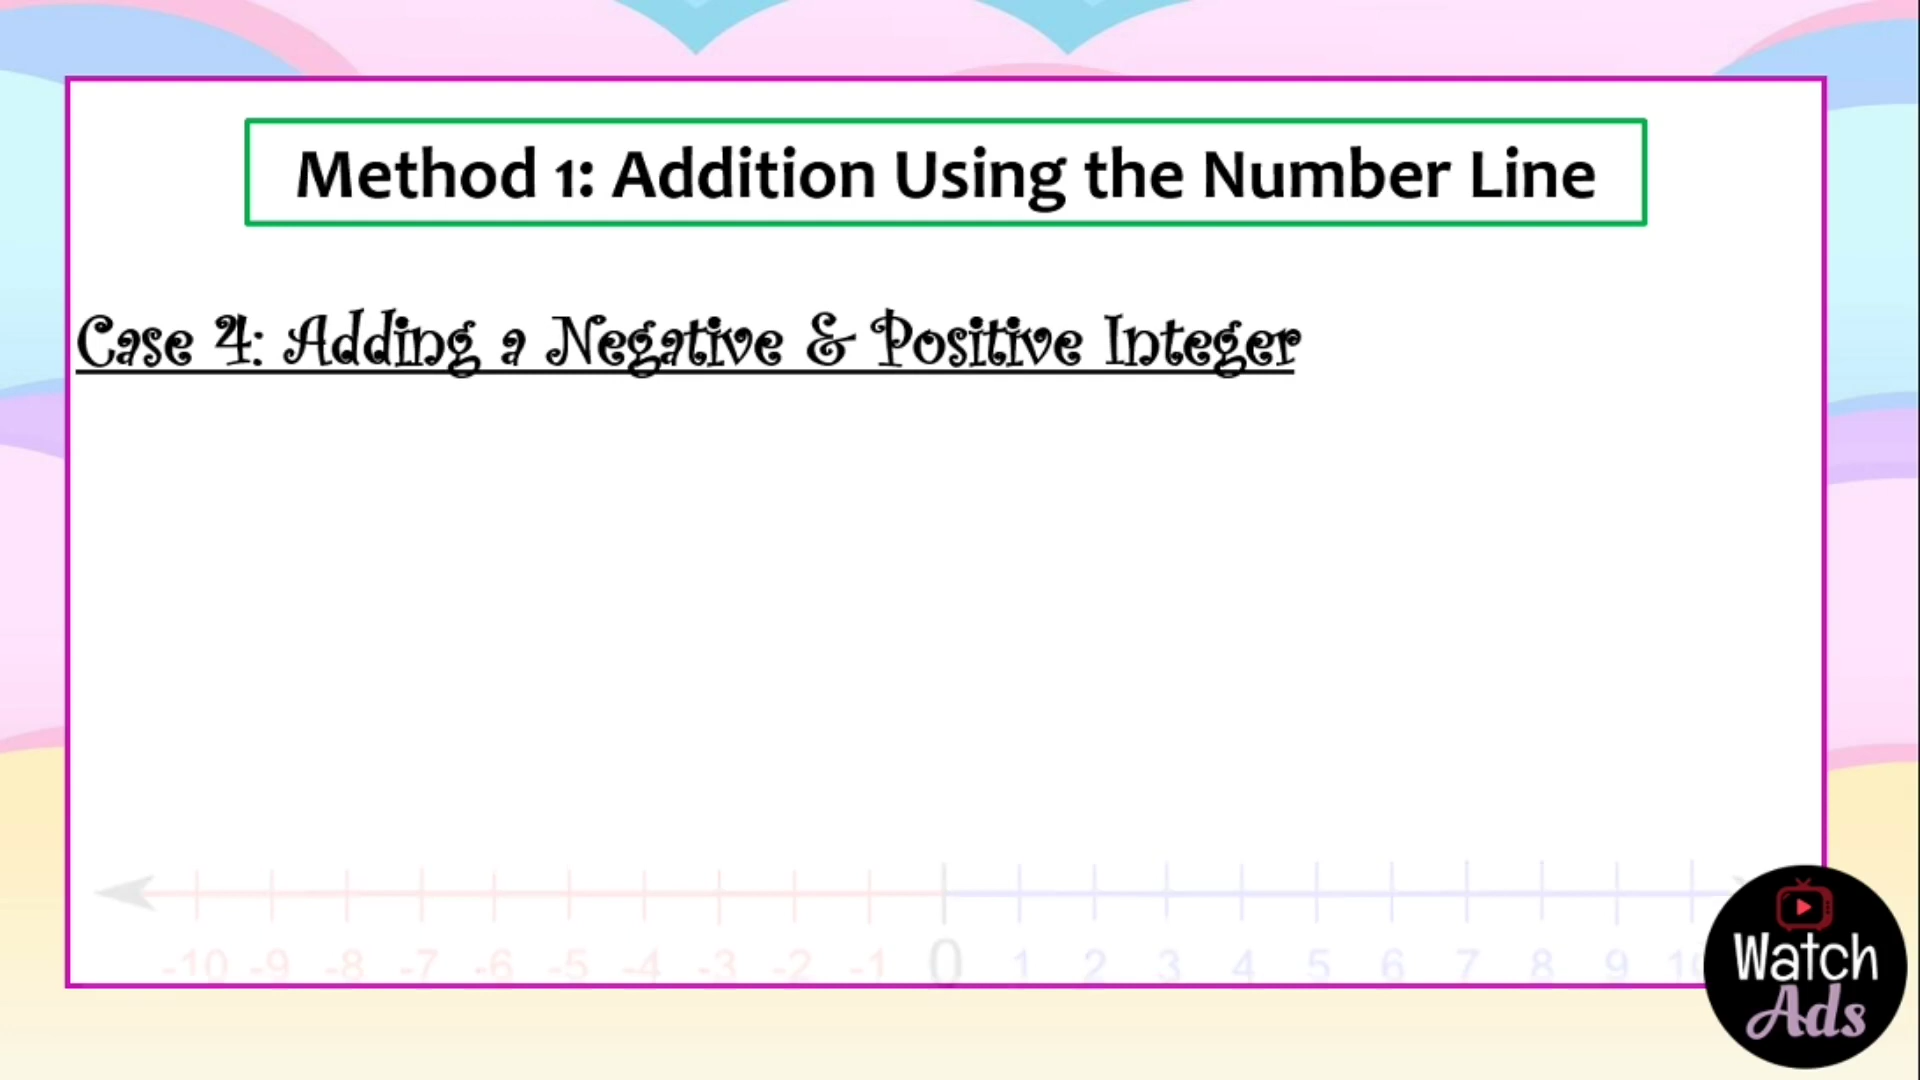 Method 1: Addition Using the Number Line
Case 4: Adding a Negative & Positive Integer
-10 -9 -8 -7 -6 -5 -4 -3 -2 -1 0 1 2 3 4 5 6 7 8 9 10
Watch
Ads